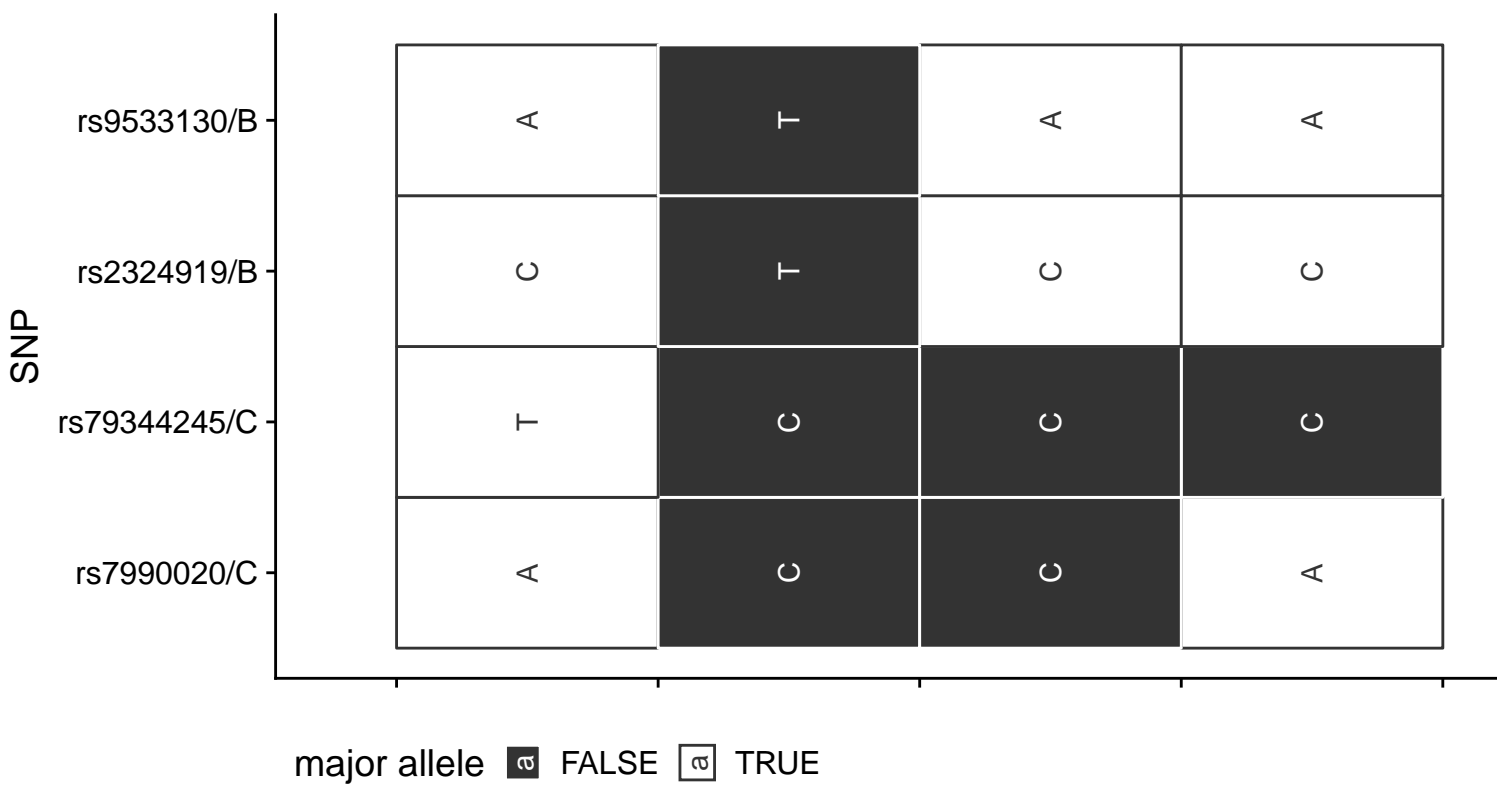 rs9533130/B A T A A
rs2324919/B C T C C
rs79344245/C T C C C
rs7990020/C A C C A
SNP
major allele a FALSE a TRUE